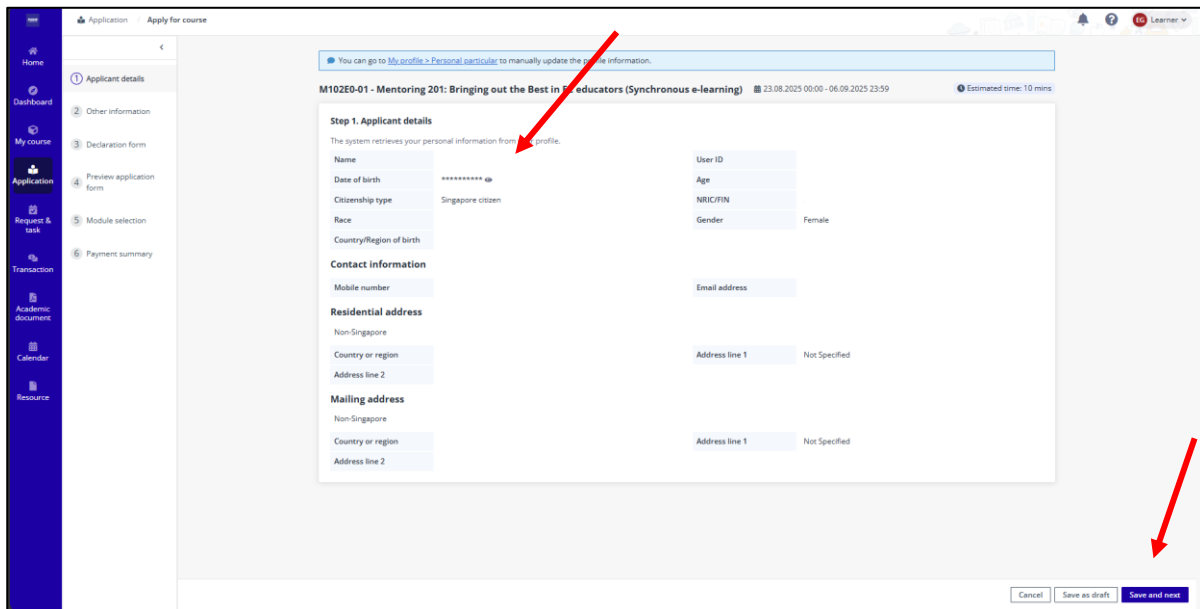 Application / Apply for course
EG Learner
Home
Dashboard
My course
Application
Request & task
Transaction
Academic document
Calendar
Resource
1 Applicant details
2 Other information
3 Declaration form
4 Preview application form
5 Module selection
6 Payment summary
You can go to My profile > Personal particular to manually update the profile information.
M102E0-01 - Mentoring 201: Bringing out the Best in educators (Synchronous e-learning) 23.08.2025 00:00 - 06.09.2025 23:59 Estimated time: 10 mins
Step 1. Applicant details
The system retrieves your personal information from profile.
Name User ID
Date of birth ********** Age
Citizenship type Singapore citizen NRIC/FIN
Race Gender Female
Country/Region of birth
Contact information
Mobile number Email address
Residential address
Non-Singapore
Country or region Address line 1 Not Specified
Address line 2
Mailing address
Non-Singapore
Country or region Address line 1 Not Specified
Address line 2
Cancel Save as draft Save and next